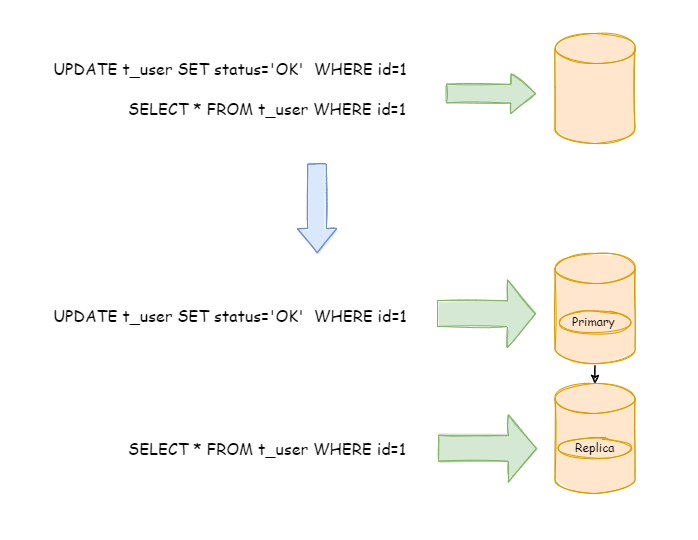 UPDATE t_user SET status='OK'  WHERE id=1
SELECT * FROM t_user WHERE id=1
UPDATE t_user SET status='OK'  WHERE id=1
Primary
SELECT * FROM t_user WHERE id=1
Replica